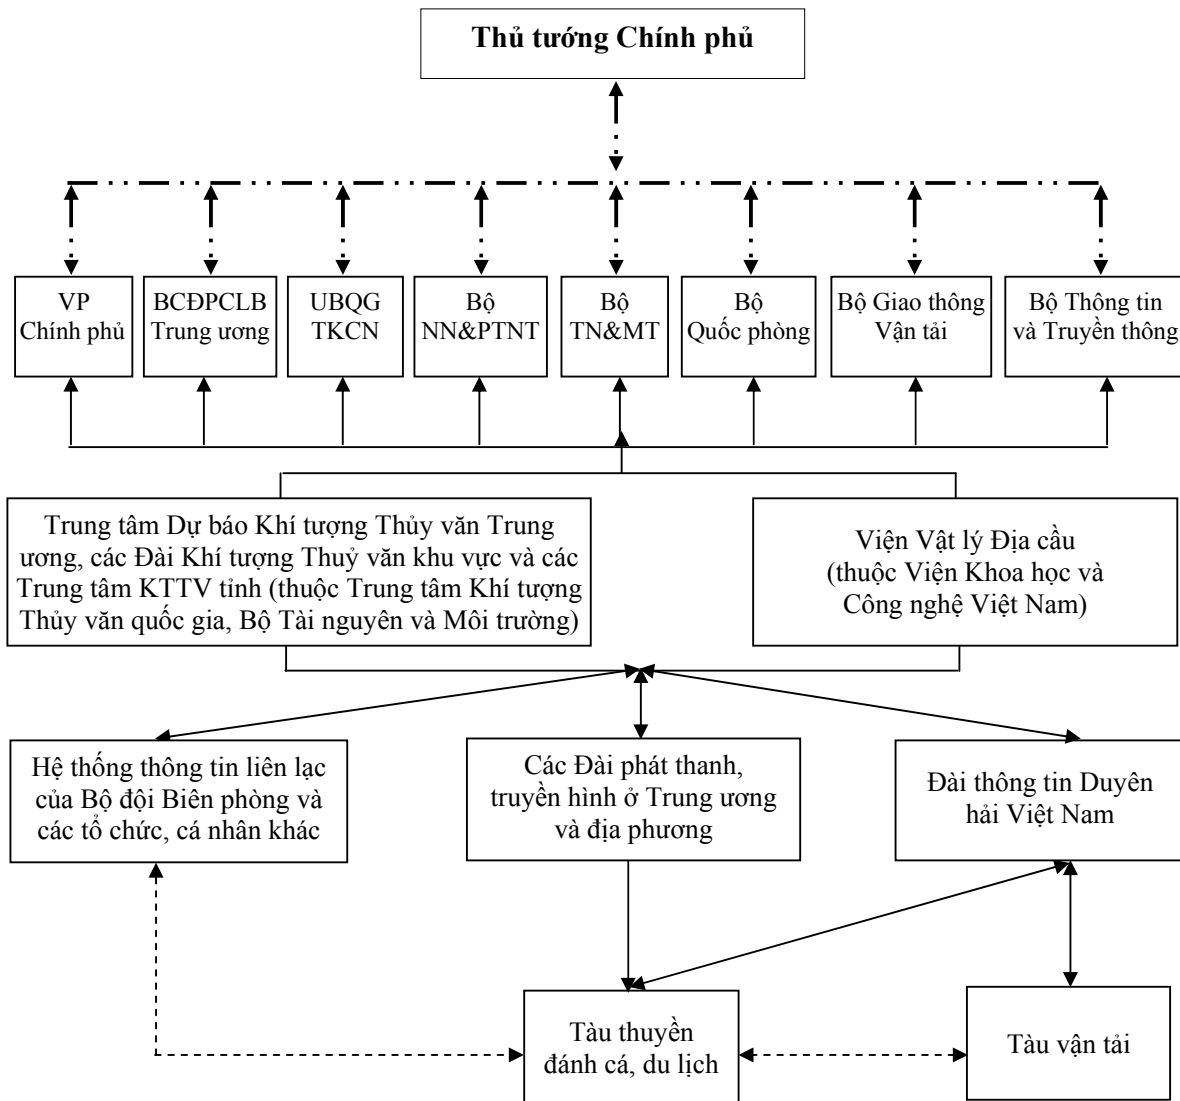 Thủ tướng Chính phủ
VP
Chính phủ
BCĐPCLB
Trung ương
UBQG
TKCN
Bộ
NN&PTNT
Bộ
TN&MT
Bộ
Quốc phòng
Bộ Giao thông
Vận tải
Bộ Thông tin
và Truyền thông
Trung tâm Dự báo Khí tượng Thủy văn Trung
ương, các Đài Khí tượng Thuỷ văn khu vực và các
Trung tâm KTTV tỉnh (thuộc Trung tâm Khí tượng
Thủy văn quốc gia, Bộ Tài nguyên và Môi trường)
Viện Vật lý Địa cầu
(thuộc Viện Khoa học và
Công nghệ Việt Nam)
Hệ thống thông tin liên lạc
của Bộ đội Biên phòng và
các tổ chức, cá nhân khác
Các Đài phát thanh,
truyền hình ở Trung ương
và địa phương
Đài thông tin Duyên
hải Việt Nam
Tàu thuyền
đánh cá, du lịch
Tàu vận tải